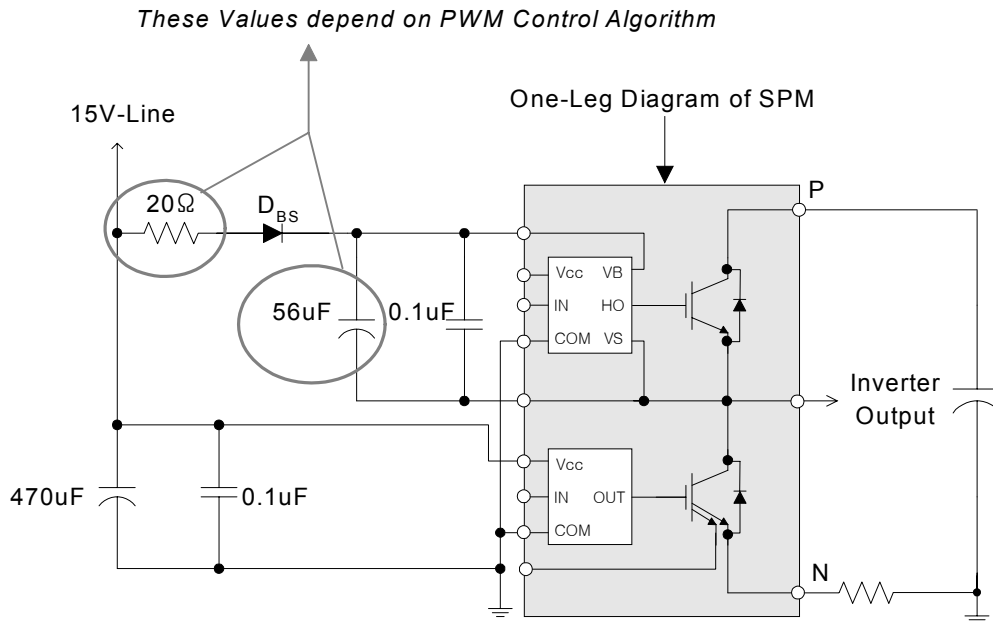 These Values depend on PWM Control Algorithm
15V-Line
One-Leg Diagram of SPM
P
20Ω
D_BS
Vcc VB
IN HO
COM VS
56uF
0.1uF
Inverter
Output
Vcc
IN OUT
COM
470uF
0.1uF
N